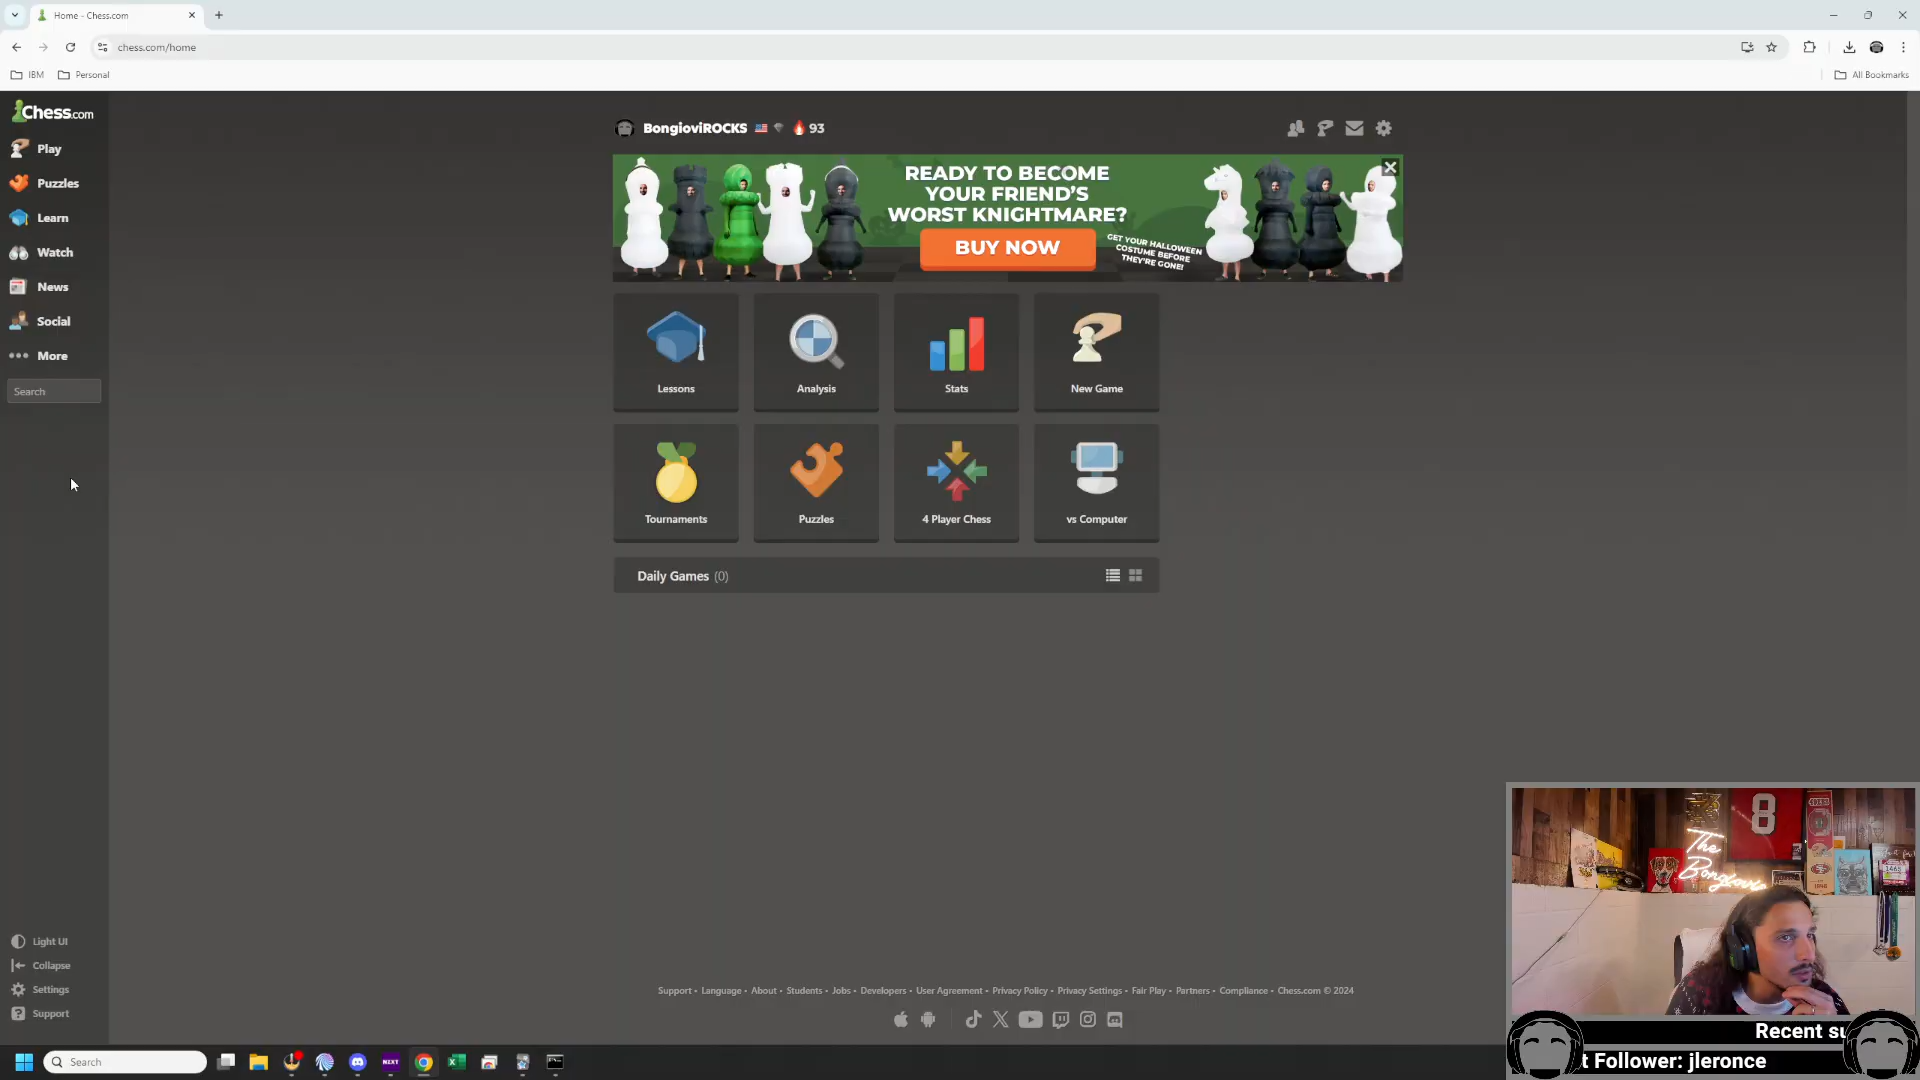 Home - Chess.com
chess.com/home
IBM
Personal
All Bookmarks
Chess.com
Play
Puzzles
Learn
Watch
News
Social
More
Search
BongioviROCKS
93
READY TO BECOME
YOUR FRIEND'S
WORST KNIGHTMARE?
BUY NOW
GET YOUR HALLOWEEN
COSTUME BEFORE
THEY'RE GONE!
Lessons
Analysis
Stats
New Game
Tournaments
Puzzles
4 Player Chess
vs Computer
Daily Games (0)
Light UI
Collapse
Settings
Support
Support • Language • About • Students • Jobs • Developers • User Agreement • Privacy Policy • Privacy Settings • Fair Play • Partners • Compliance • Chess.com © 2024
The
8
Recent su
t Follower: jleronce
Search
NEXT